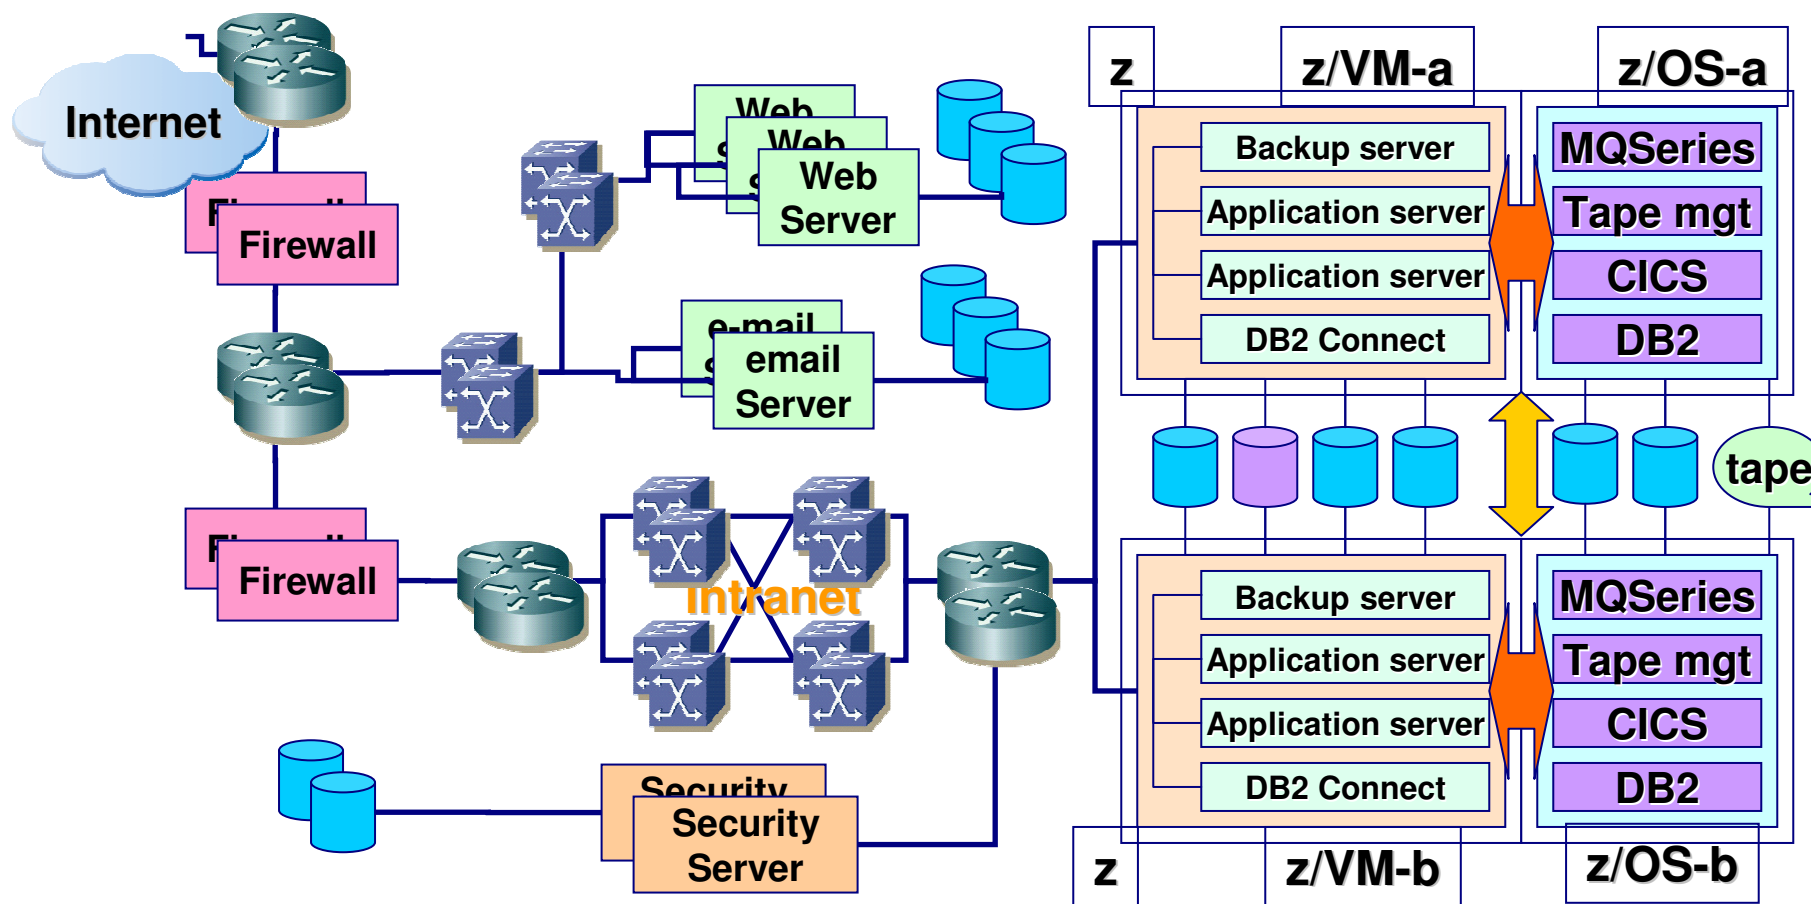 z
z/VM-a
z/OS-a
Internet
Web
Web
Web
Server
Backup server
Application server
Application server
DB2 Connect
MQSeries
Tape mgt
CICS
DB2
Firewall
e-mail
email
Server
tape
Firewall
Intranet
Backup server
Application server
Application server
DB2 Connect
MQSeries
Tape mgt
CICS
DB2
Security
Security
Server
z
z/VM-b
z/OS-b